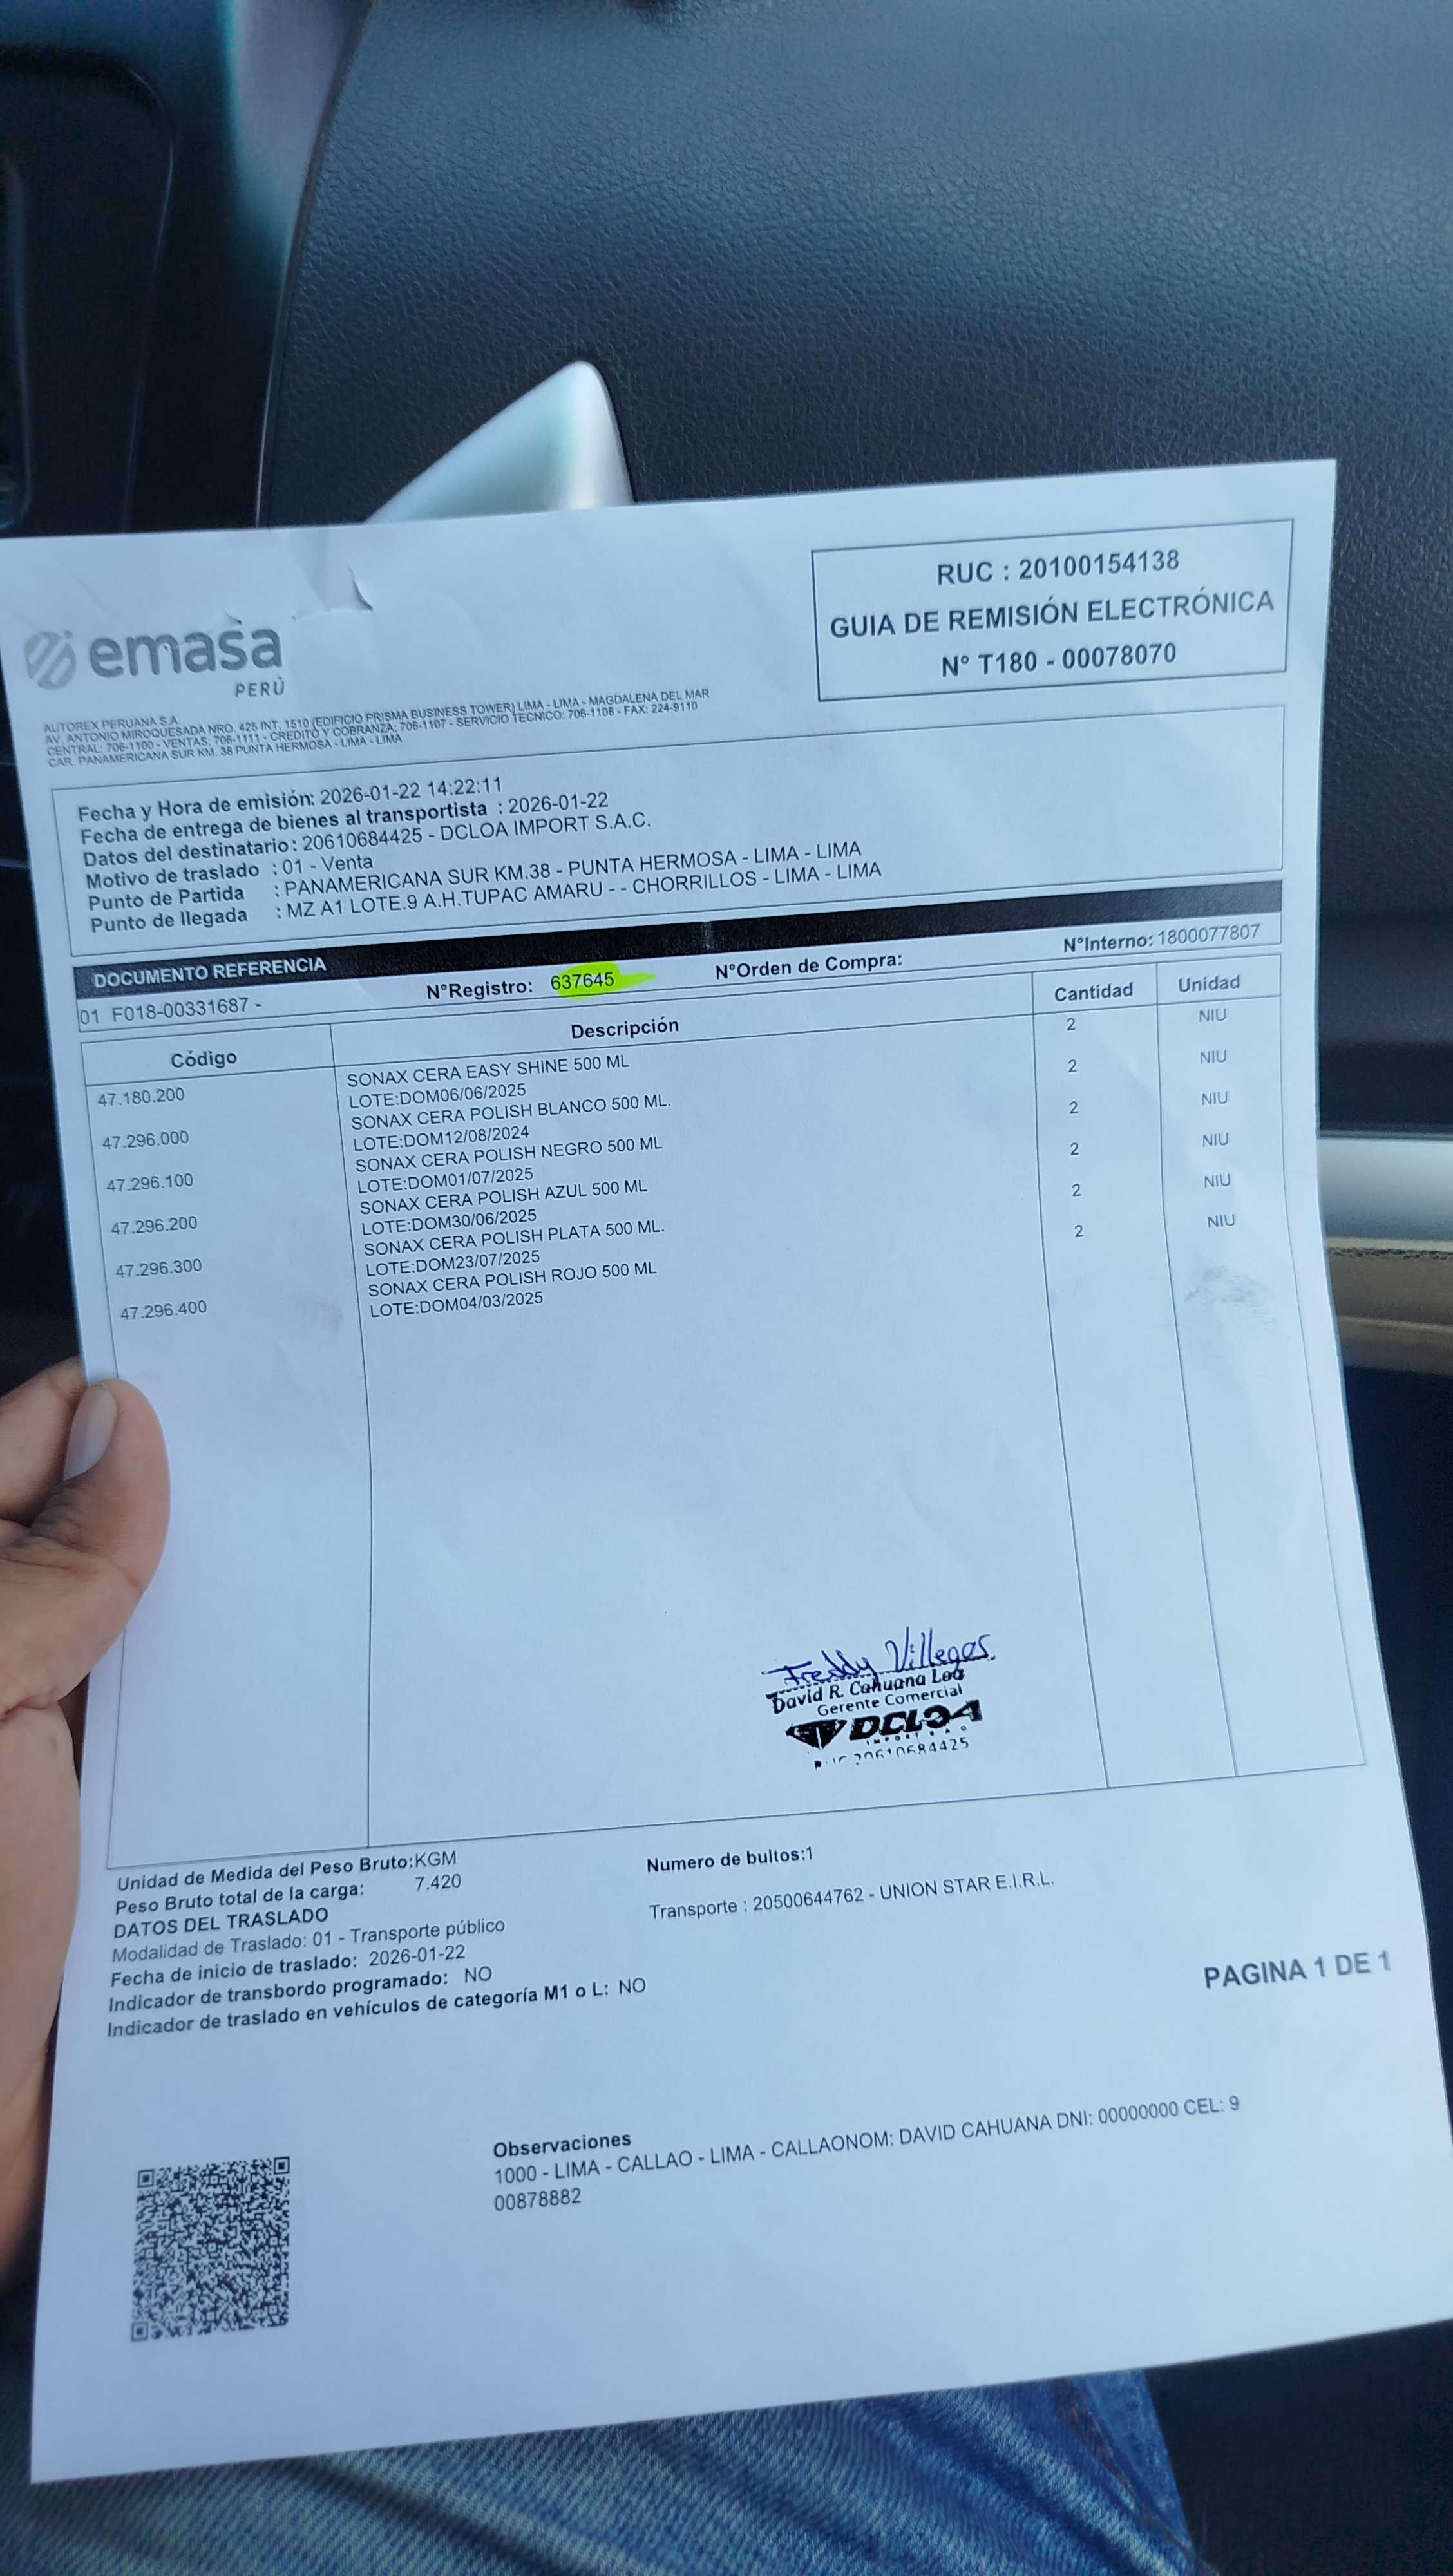 emasa
PERÚ
RUC : 20100154138
GUIA DE REMISIÓN ELECTRÓNICA
N° T180 - 00078070
AUTOREX PERUANA S.A.
AV. ANTONIO MIROQUESADA NRO. 425 INT. 1510 (EDIFICIO PRISMA BUSINESS TOWER) LIMA - LIMA - MAGDALENA DEL MAR
CENTRAL: 706-1100 - VENTAS: 706-1111 - CREDITO Y COBRANZA: 706-1107 - SERVICIO TECNICO: 706-1108 - FAX: 224-9110
CAR. PANAMERICANA SUR KM. 38 PUNTA HERMOSA - LIMA - LIMA
Fecha y Hora de emisión: 2026-01-22 14:22:11
Fecha de entrega de bienes al transportista : 2026-01-22
Datos del destinatario : 20610684425 - DCLOA IMPORT S.A.C.
Motivo de traslado : 01 - Venta
Punto de Partida : PANAMERICANA SUR KM.38 - PUNTA HERMOSA - LIMA - LIMA
Punto de llegada : MZ A1 LOTE.9 A.H.TUPAC AMARU - - CHORRILLOS - LIMA - LIMA
DOCUMENTO REFERENCIA
01 F018-00331687 - N°Registro: 637645 N°Orden de Compra: N°Interno: 1800077807
Código Descripción Cantidad Unidad
47.180.200 SONAX CERA EASY SHINE 500 ML 2 NIU
LOTE:DOM06/06/2025
47.296.000 SONAX CERA POLISH BLANCO 500 ML. 2 NIU
LOTE:DOM12/08/2024
47.296.100 SONAX CERA POLISH NEGRO 500 ML 2 NIU
LOTE:DOM01/07/2025
47.296.200 SONAX CERA POLISH AZUL 500 ML 2 NIU
LOTE:DOM30/06/2025
47.296.300 SONAX CERA POLISH PLATA 500 ML. 2 NIU
LOTE:DOM23/07/2025
47.296.400 SONAX CERA POLISH ROJO 500 ML 2 NIU
LOTE:DOM04/03/2025
Freddy Villegas
David R. Cahuana Loa
Gerente Comercial
DCLOA
IMPORT S A C
RUC 20610684425
Unidad de Medida del Peso Bruto:KGM
Peso Bruto total de la carga: 7.420
Numero de bultos:1
DATOS DEL TRASLADO
Modalidad de Traslado: 01 - Transporte público
Transporte : 20500644762 - UNION STAR E.I.R.L.
Fecha de inicio de traslado: 2026-01-22
Indicador de transbordo programado: NO
Indicador de traslado en vehículos de categoría M1 o L: NO
PAGINA 1 DE 1
Observaciones
1000 - LIMA - CALLAO - LIMA - CALLAONOM: DAVID CAHUANA DNI: 00000000 CEL: 9
00878882